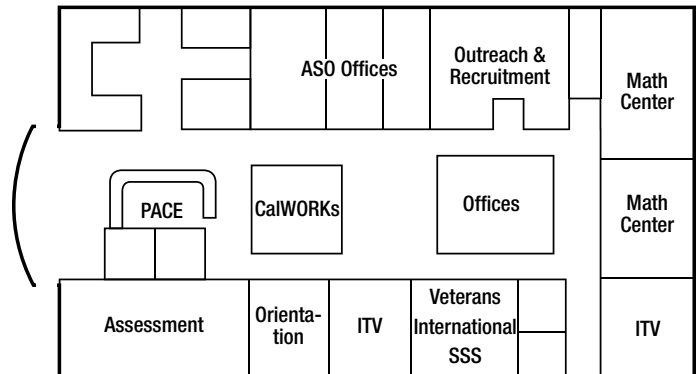 ASO Offices
Outreach &
Recruitment
Math
Center
PACE
CalWORKs
Offices
Math
Center
Assessment
Orienta-
tion
ITV
Veterans
International
SSS
ITV